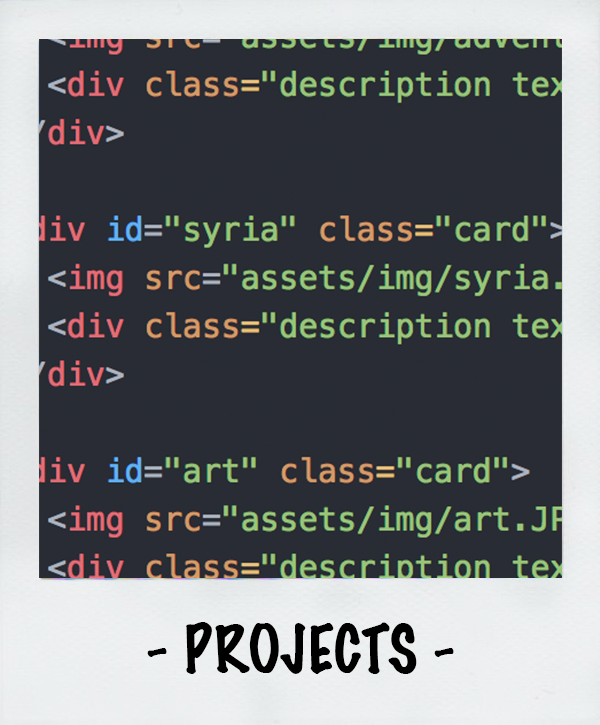 <img src="assets/img/advent
<div class="description tex
/div>
div id="syria" class="card">
<img src="assets/img/syria.
<div class="description tex
/div>
div id="art" class="card">
<img src="assets/img/art.JP
<div class="description tex
- PROJECTS -